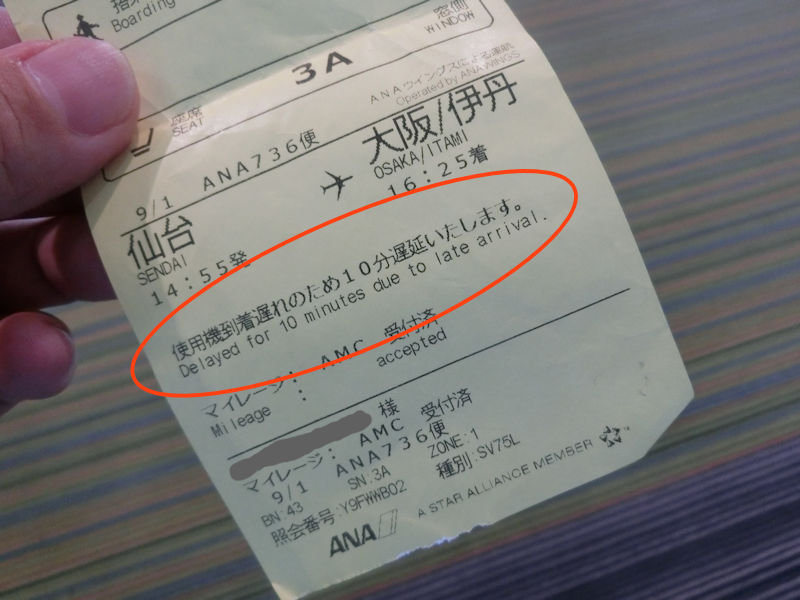 Boarding
窓側
WINDOW
3A
座席
SEAT
ANAウイングスによる運航
Operated by ANA WINGS
9/1 ANA736便
大阪/伊丹
OSAKA/ITAMI
16:25着
仙台
SENDAI
14:55発
使用機到着遅れのため10分遅延いたします。
Delayed for 10 minutes due to late arrival.
マイレージ: AMC 受付済
Mileage : accepted
様
マイレージ: AMC 受付済
9/1 ANA736便
BN:43 SN:3A ZONE:1
照会番号:Y9FWWB02 種別:SV75L
ANA A STAR ALLIANCE MEMBER